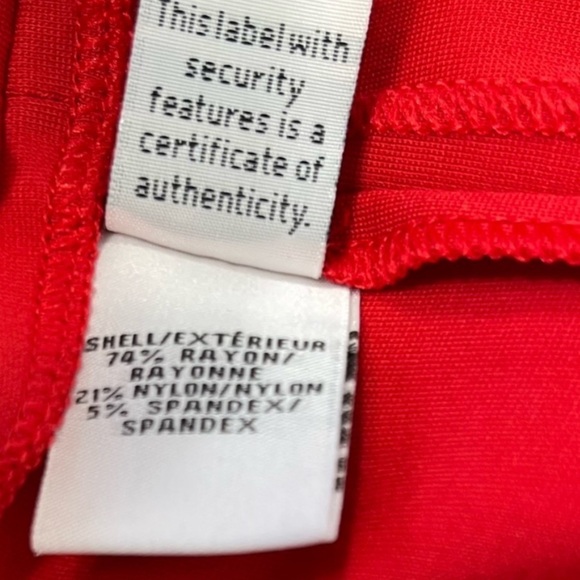 This label with
security
features is a
certificate of
authenticity.
SHELL/EXTÉRIEUR
74% RAYON/
RAYONNE
21% NYLON/NYLON
5% SPANDEX/
SPANDEX